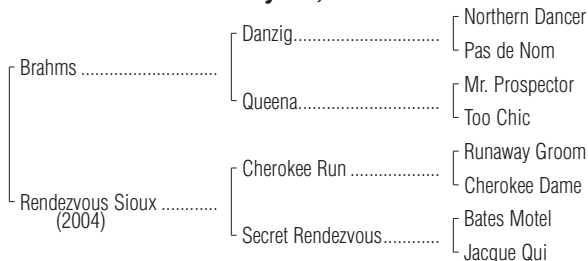 Northern Dancer
Danzig..............................
Pas de Nom
Brahms ............................
Mr. Prospector
Queena.............................
Too Chic
Runaway Groom
Cherokee Run ...................
Cherokee Dame
Rendezvous Sioux ............
(2004)
Bates Motel
Secret Rendezvous............
Jacque Qui